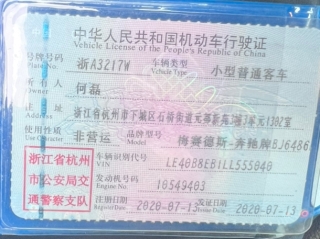 中华人民共和国机动车行驶证
Vehicle License of the People's Republic of China
号牌号码 浙A3217W 车辆类型 小型普通客车
Plate No. Vehicle Type
所有人 何磊
Owner
住址 浙江省杭州市下城区石桥街道元都新苑3幢3单元1302室
Address
使用性质 非营运 品牌型号 梅赛德斯-奔驰牌BJ6486
Use Character Model
浙江省杭州
市公安局交
通警察支队
车辆识别代号 LE40B8EB1LL555040
VIN
发动机号码 10549403
Engine No.
注册日期 2020-07-13 发证日期 2020-07-13
Register Date Issue Date